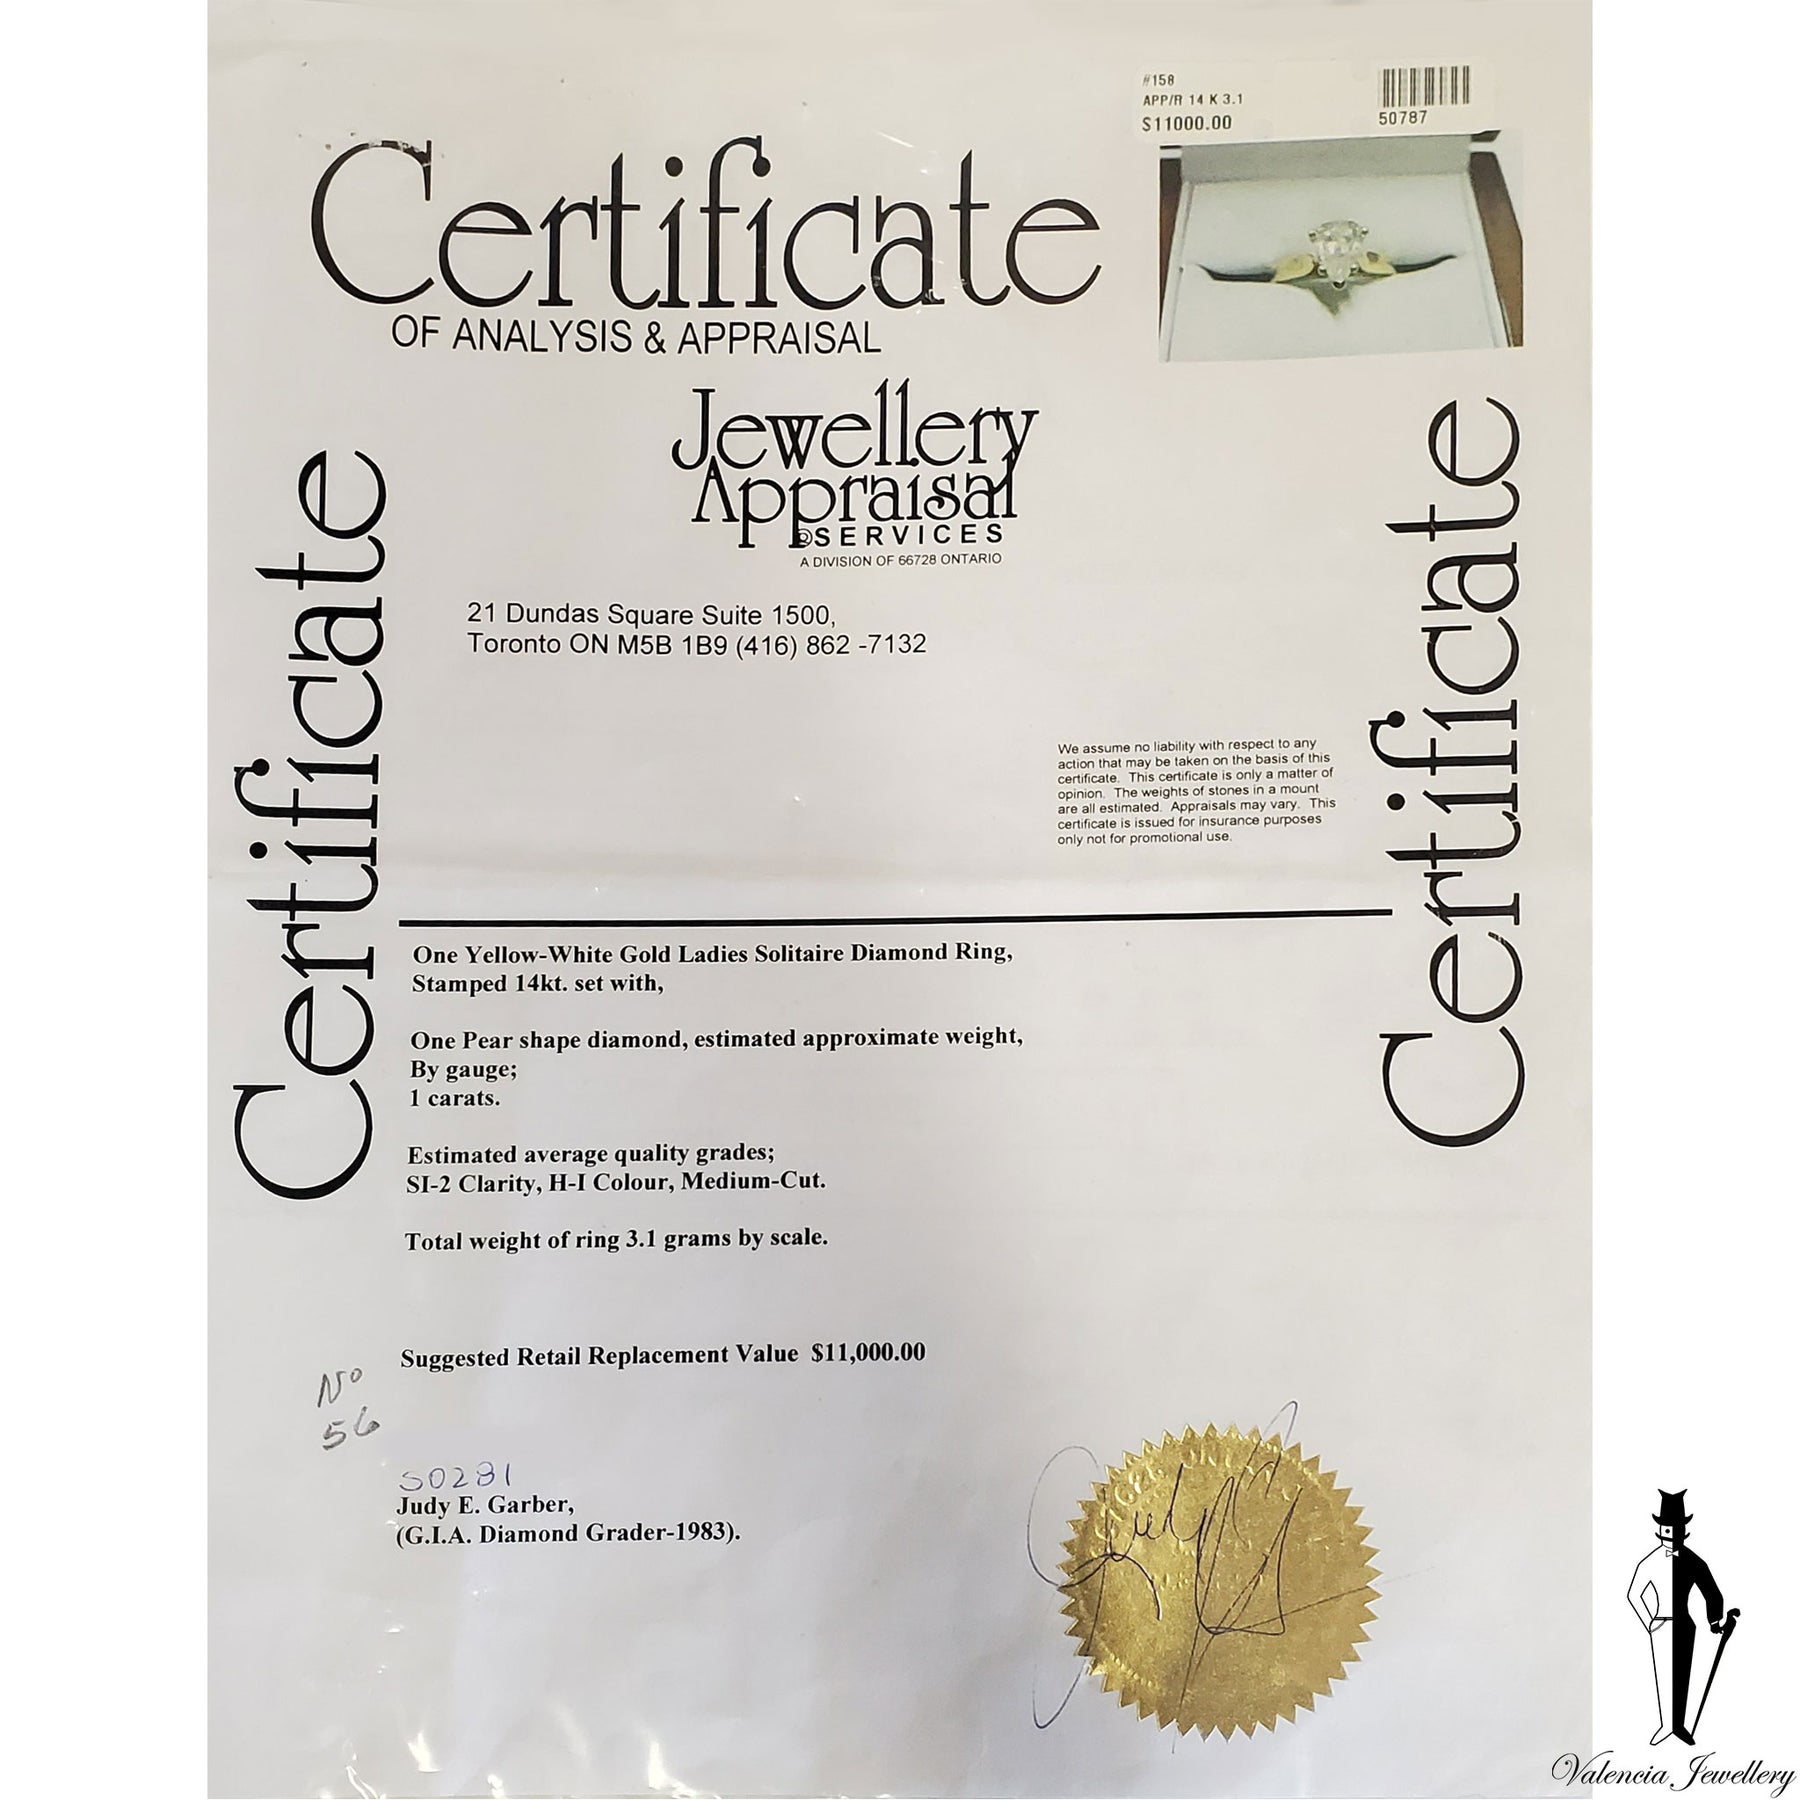 #158
APP/R 14 K 3.1
$11000.00
50787
Certificate
OF ANALYSIS & APPRAISAL
Jewellery
Appraisal
SERVICES
A DIVISION OF 66728 ONTARIO
21 Dundas Square Suite 1500,
Toronto ON M5B 1B9 (416) 862 -7132
Certificate
Certificate
We assume no liability with respect to any
action that may be taken on the basis of this
certificate. This certificate is only a matter of
opinion. The weights of stones in a mount
are all estimated. Appraisals may vary. This
certificate is issued for insurance purposes
only not for promotional use.
One Yellow-White Gold Ladies Solitaire Diamond Ring,
Stamped 14kt. set with,
One Pear shape diamond, estimated approximate weight,
By gauge;
1 carats.
Estimated average quality grades;
SI-2 Clarity, H-I Colour, Medium-Cut.
Total weight of ring 3.1 grams by scale.
Suggested Retail Replacement Value $11,000.00
No
56
50281
Judy E. Garber,
(G.I.A. Diamond Grader-1983).
Valencia Jewellery